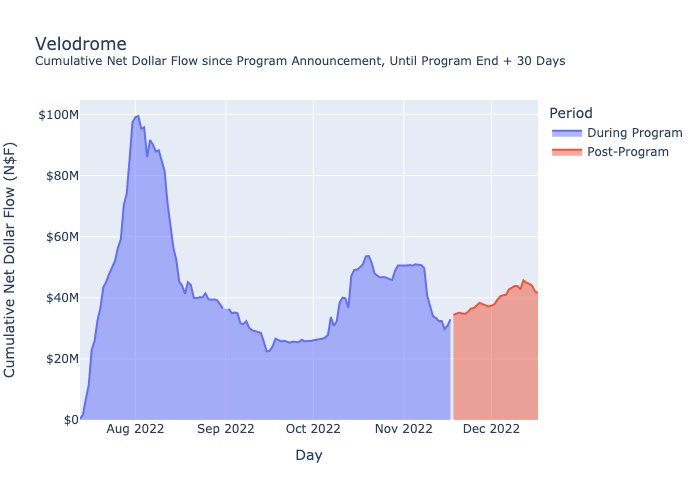 Velodrome
Cumulative Net Dollar Flow since Program Announcement, Until Program End + 30 Days
Cumulative Net Dollar Flow (N$F)
$100M
$80M
$60M
$40M
$20M
$0
Aug 2022
Sep 2022
Oct 2022
Nov 2022
Dec 2022
Day
Period
During Program
Post-Program